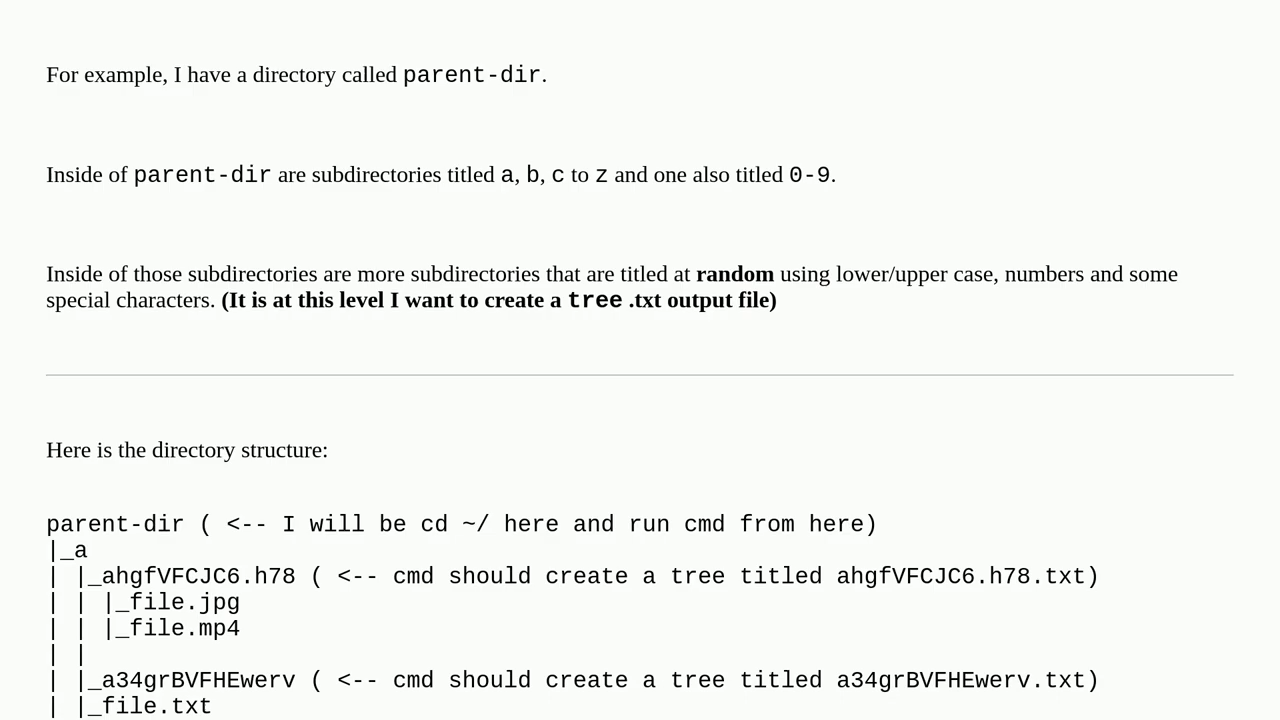 For example, I have a directory called parent-dir.
Inside of parent-dir are subdirectories titled a, b, c to z and one also titled 0-9.
Inside of those subdirectories are more subdirectories that are titled at random using lower/upper case, numbers and some
special characters. (It is at this level I want to create a tree .txt output file)
Here is the directory structure:
parent-dir ( <-- I will be cd ~/ here and run cmd from here)
|_a
| |_ahgfVFCJC6.h78 ( <-- cmd should create a tree titled ahgfVFCJC6.h78.txt)
| | |_file.jpg
| | |_file.mp4
| |
| |_a34grBVFHEwerv ( <-- cmd should create a tree titled a34grBVFHEwerv.txt)
| |_file.txt